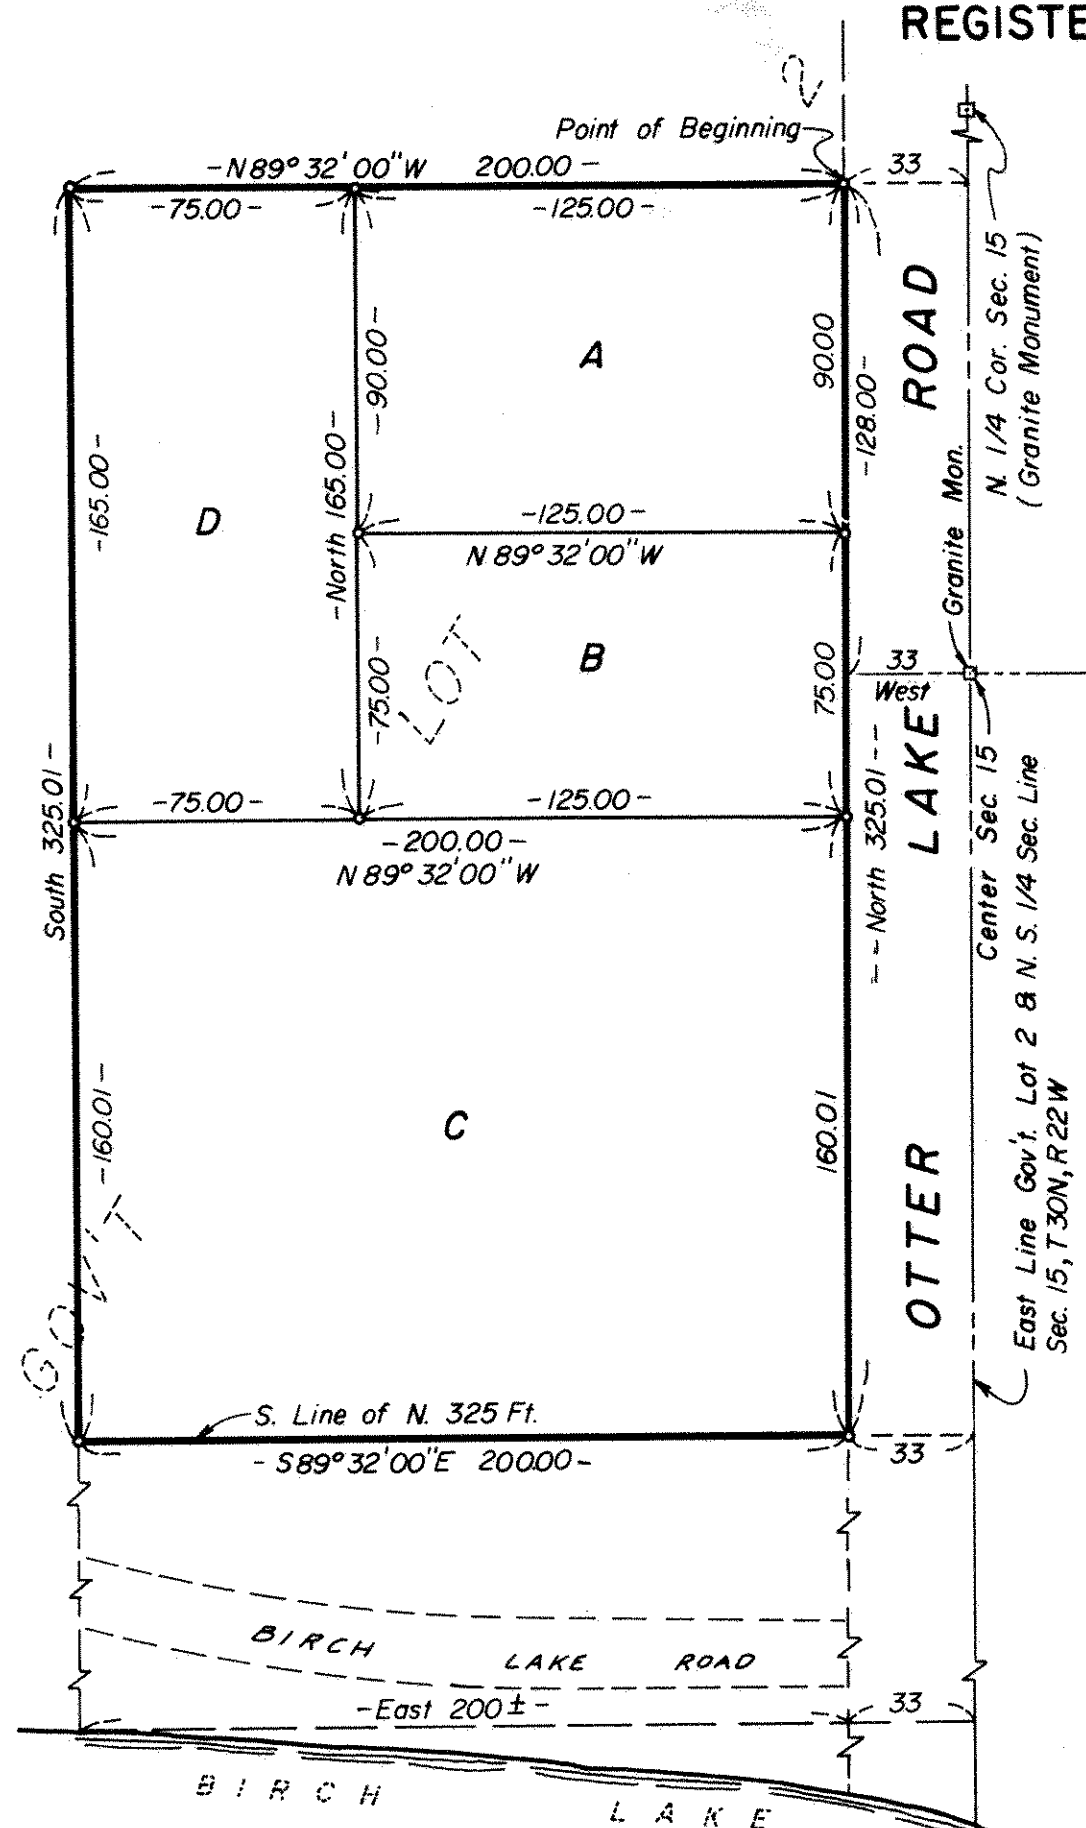 REGISTE
2
Point of Beginning
-N 89° 32' 00" W 200.00-
33
-75.00-
-125.00-
N. 1/4 Cor. Sec. 15
(Granite Monument)
ROAD
90.00
-128.00-
-90.00-
A
-165.00-
D
-North 165.00-
-125.00-
N 89° 32' 00" W
Granite Mon.
LOT
B
-75.00-
75.00
33
West
South 325.01-
-75.00-
-125.00-
-200.00-
N 89° 32' 00" W
--North 325.01---
LAKE
Center Sec. 15
East Line Gov't. Lot 2 & N. S. 1/4 Sec. Line
Sec. 15, T 30N, R 22 W
-160.01-
C
160.01
OTTER
GOV'T
S. Line of N. 325 Ft.
-S 89° 32' 00" E 200.00-
33
BIRCH LAKE ROAD
-East 200±-
33
BIRCH LAKE